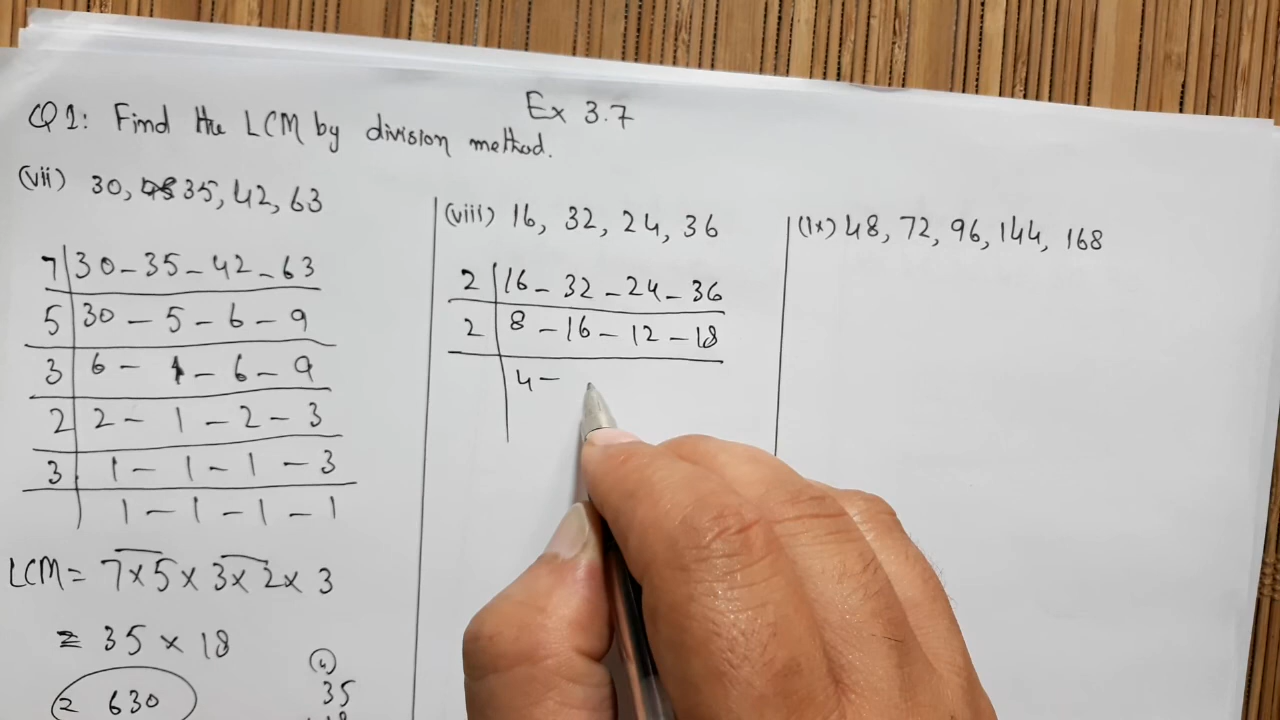 Ex 3.7
Q1: Find the LCM by division method.
(vii) 30, 35, 42, 63
7 30 - 35 - 42 - 63
5 30 - 5 - 6 - 9
3 6 - 1 - 6 - 9
2 2 - 1 - 2 - 3
3 1 - 1 - 1 - 3
1 - 1 - 1 - 1
LCM = 7 x 5 x 3 x 2 x 3
= 35 x 18
= 630
35
(viii) 16, 32, 24, 36
2 16 - 32 - 24 - 36
2 8 - 16 - 12 - 18
4 -
(ix) 48, 72, 96, 144, 168